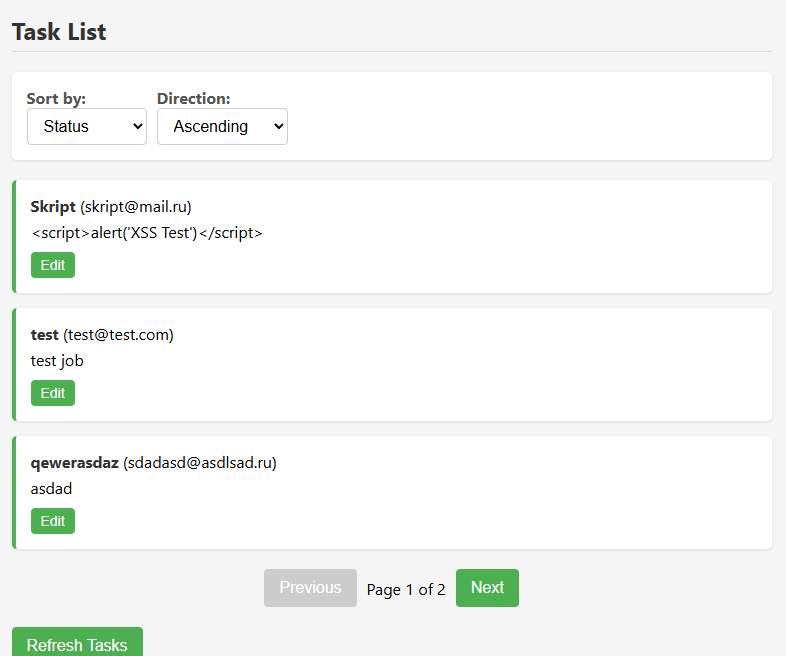 Task List
Sort by: Direction:
Status Ascending
Skript (skript@mail.ru)
<script>alert('XSS Test')</script>
Edit
test (test@test.com)
test job
Edit
qewerasdaz (sdadasd@asdlsad.ru)
asdad
Edit
Previous Page 1 of 2 Next
Refresh Tasks